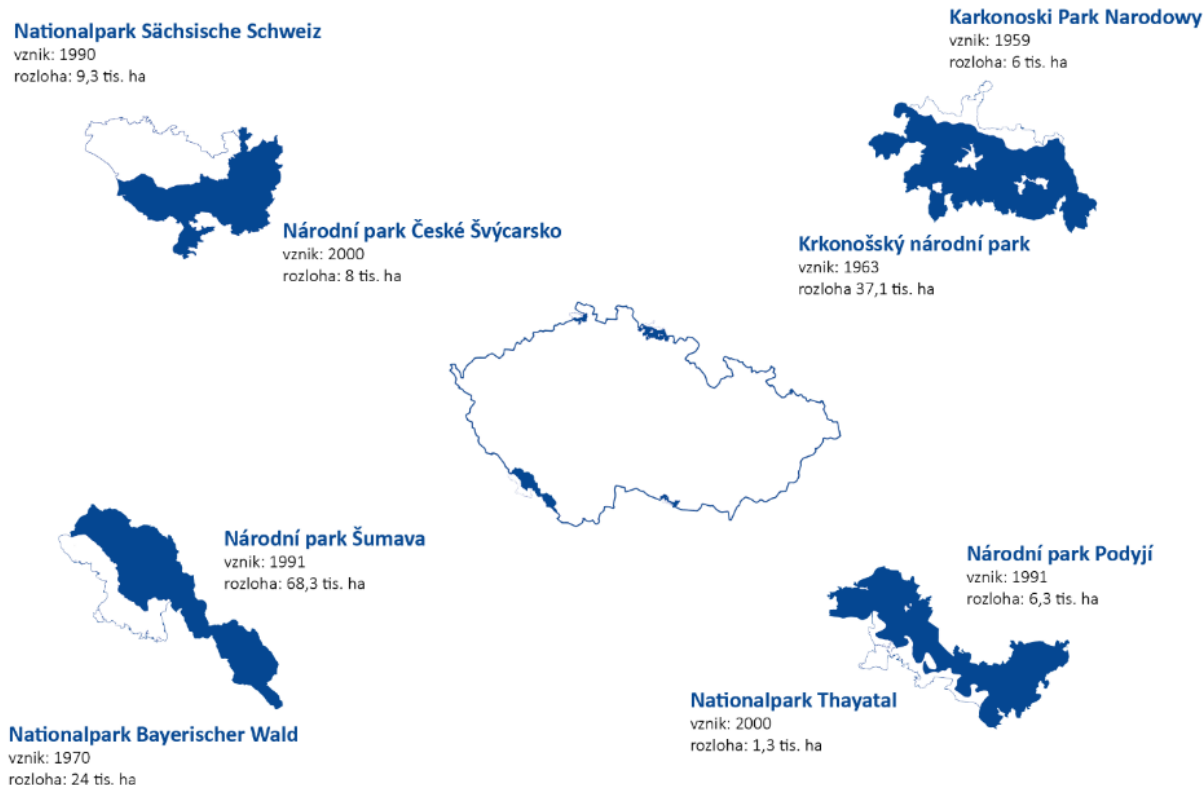 Nationalpark Sächsische Schweiz
vznik: 1990
rozloha: 9,3 tis. ha
Karkonoski Park Narodowy
vznik: 1959
rozloha: 6 tis. ha
Národní park České Švýcarsko
vznik: 2000
rozloha: 8 tis. ha
Krkonošský národní park
vznik: 1963
rozloha 37,1 tis. ha
Národní park Šumava
vznik: 1991
rozloha: 68,3 tis. ha
Národní park Podyjí
vznik: 1991
rozloha: 6,3 tis. ha
Nationalpark Bayerischer Wald
vznik: 1970
rozloha: 24 tis. ha
Nationalpark Thayatal
vznik: 2000
rozloha: 1,3 tis. ha